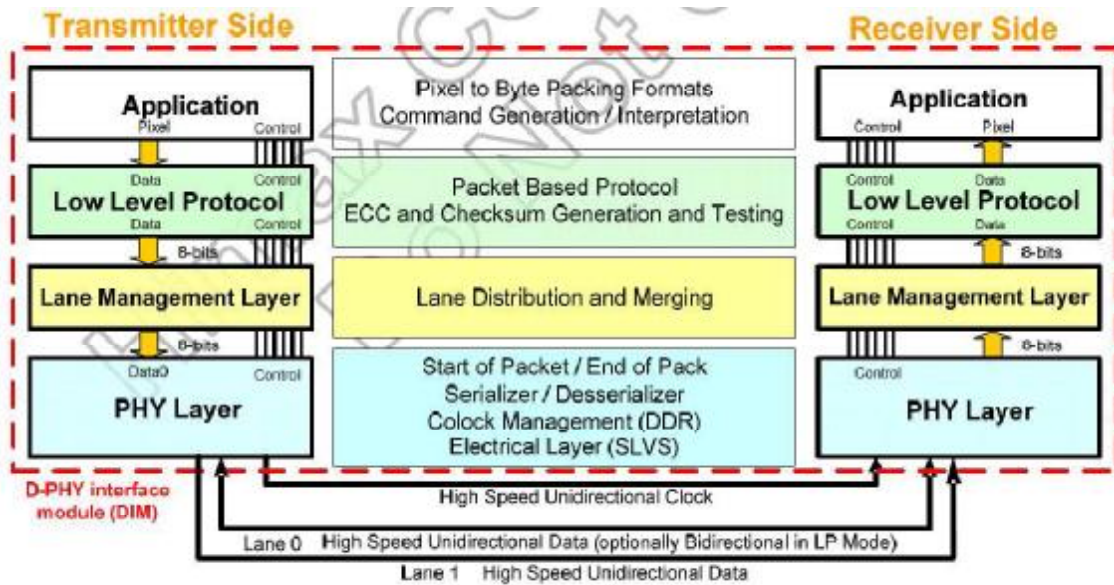 Transmitter Side
Receiver Side
Application
Pixel
Control
Data
Control
Low Level Protocol
Data
Control
8-bits
Lane Management Layer
8-bits
Data0
Control
PHY Layer
Pixel to Byte Packing Formats
Command Generation / Interpretation
Packet Based Protocol
ECC and Checksum Generation and Testing
Lane Distribution and Merging
Start of Packet / End of Pack
Serializer / Desserializer
Colock Management (DDR)
Electrical Layer (SLVS)
Application
Control
Pixel
Control
Data
Low Level Protocol
Control
Data
8-bits
Lane Management Layer
8-bits
Control
PHY Layer
D-PHY interface
module (DIM)
High Speed Unidirectional Clock
Lane 0 High Speed Unidirectional Data (optionally Bidirectional in LP Mode)
Lane 1 High Speed Unidirectional Data